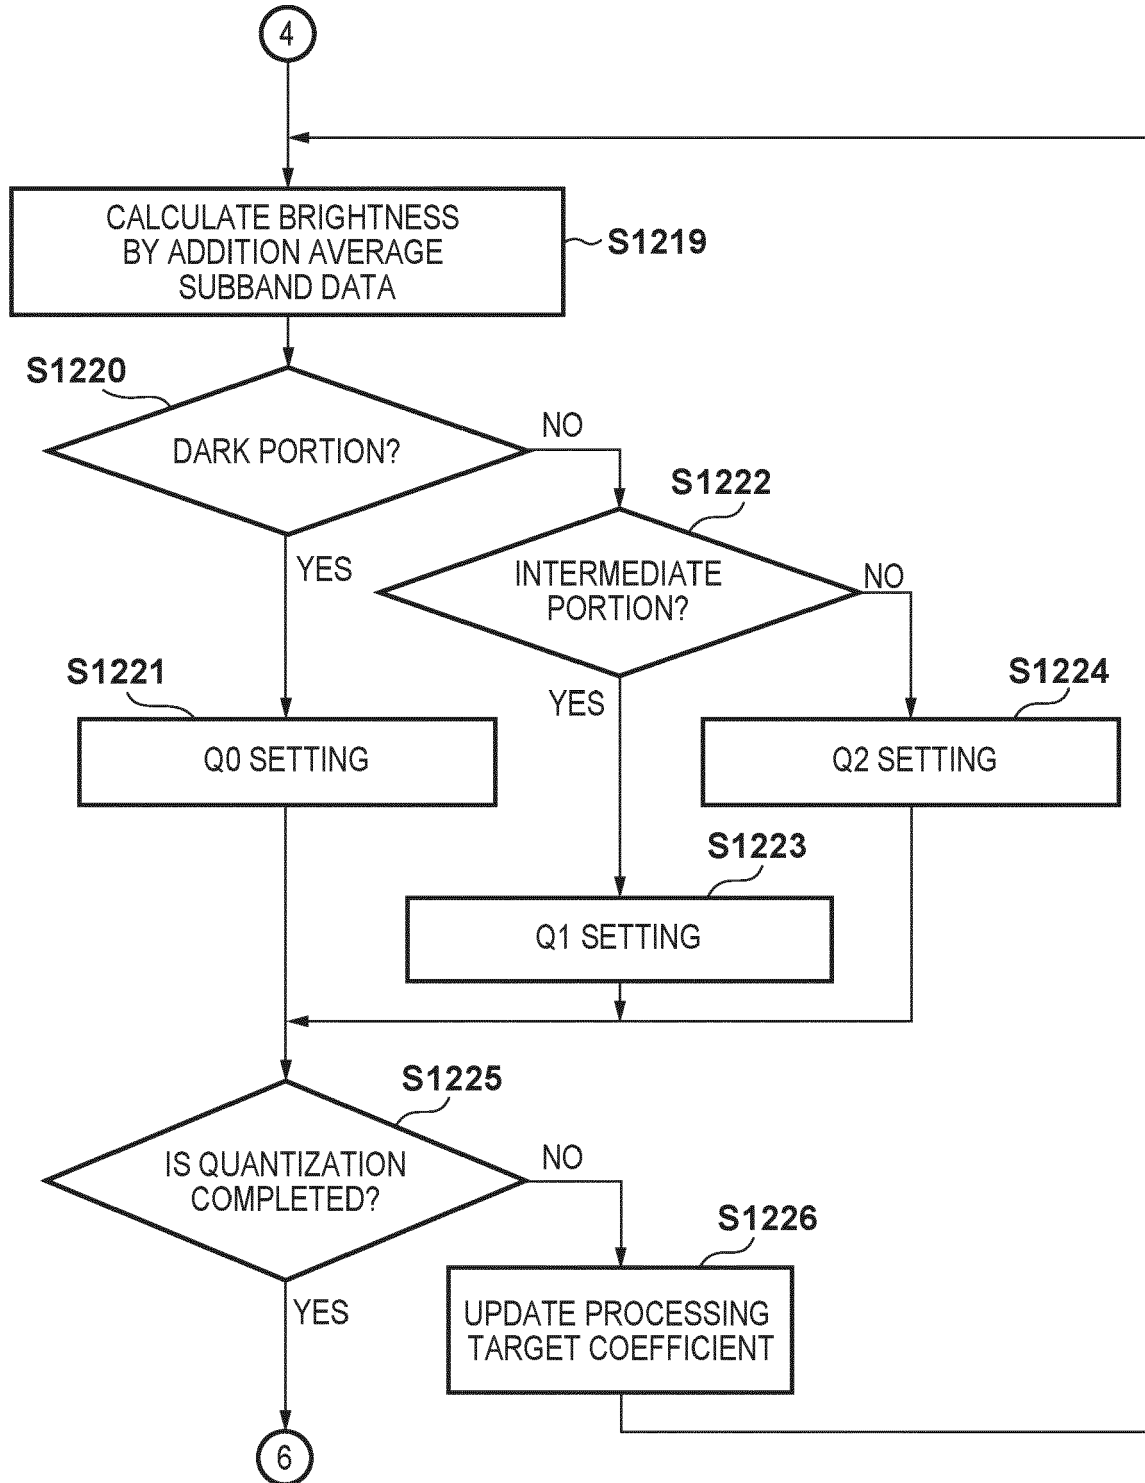 4
CALCULATE BRIGHTNESS
BY ADDITION AVERAGE
SUBBAND DATA
S1219
S1220
DARK PORTION?
NO
YES
S1222
INTERMEDIATE
PORTION?
NO
YES
S1221
Q0 SETTING
S1224
Q2 SETTING
S1223
Q1 SETTING
S1225
IS QUANTIZATION
COMPLETED?
NO
YES
S1226
UPDATE PROCESSING
TARGET COEFFICIENT
6